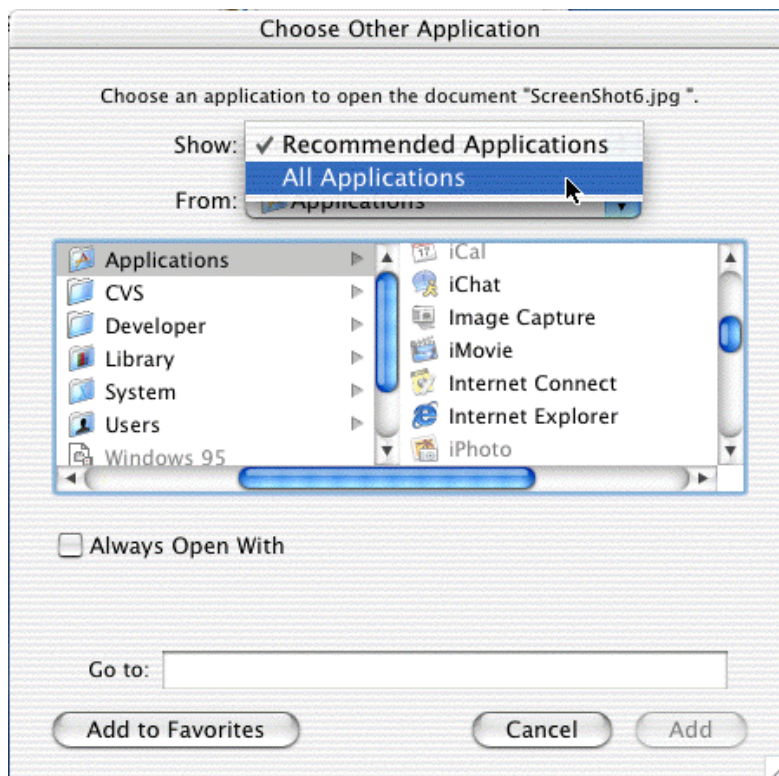 Choose Other Application
Choose an application to open the document "ScreenShot6.jpg ".
Show: ✓ Recommended Applications
All Applications
From: Applications
Applications
CVS
Developer
Library
System
Users
Windows 95
17
iCal
iChat
Image Capture
iMovie
Internet Connect
Internet Explorer
iPhoto
Always Open With
Go to:
Add to Favorites
Cancel
Add